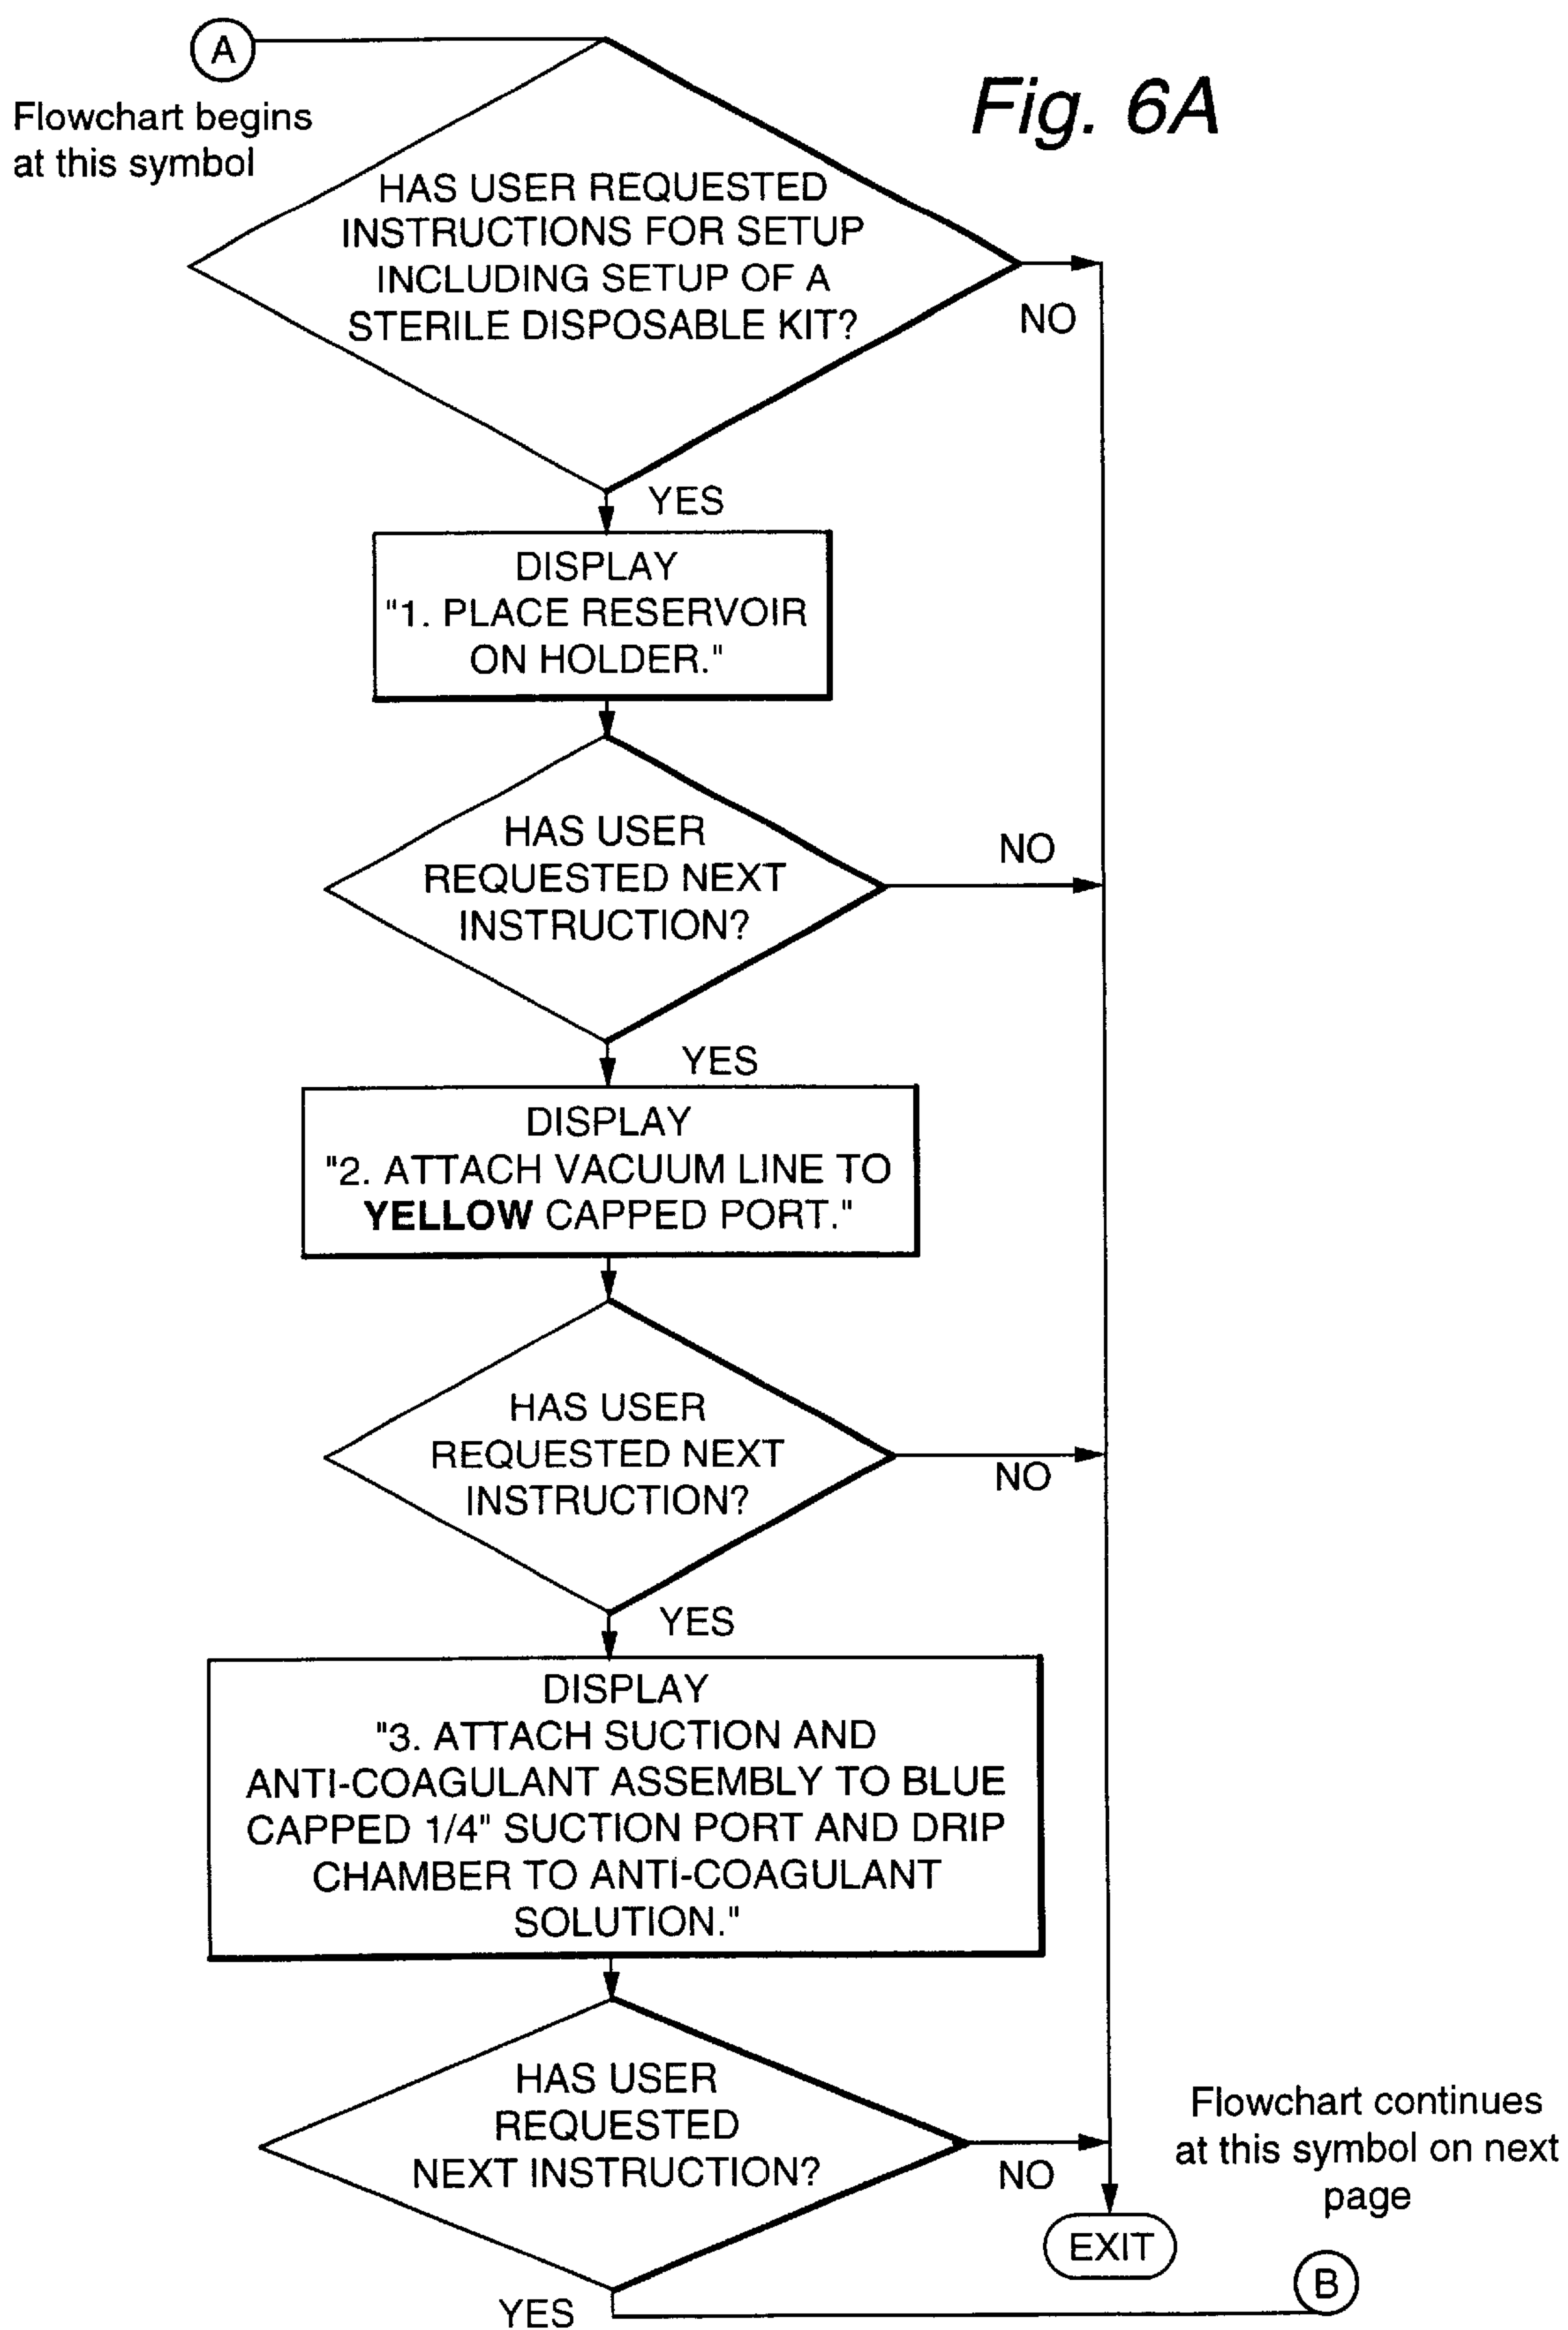 A
Flowchart begins
at this symbol
Fig. 6A
HAS USER REQUESTED
INSTRUCTIONS FOR SETUP
INCLUDING SETUP OF A
STERILE DISPOSABLE KIT?
NO
YES
DISPLAY
"1. PLACE RESERVOIR
ON HOLDER."
HAS USER
REQUESTED NEXT
INSTRUCTION?
NO
YES
DISPLAY
"2. ATTACH VACUUM LINE TO
YELLOW CAPPED PORT."
HAS USER
REQUESTED NEXT
INSTRUCTION?
NO
YES
DISPLAY
"3. ATTACH SUCTION AND
ANTI-COAGULANT ASSEMBLY TO BLUE
CAPPED 1/4" SUCTION PORT AND DRIP
CHAMBER TO ANTI-COAGULANT
SOLUTION."
HAS USER
REQUESTED
NEXT INSTRUCTION?
NO
YES
EXIT
Flowchart continues
at this symbol on next
page
B